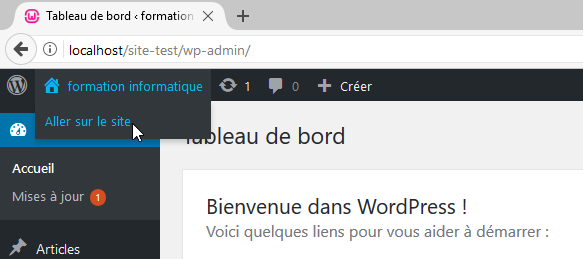 Tableau de bord ‹ formation
localhost/site-test/wp-admin/
formation informatique 1 0 + Créer
Aller sur le site
Tableau de bord
Accueil
Mises à jour 1
Bienvenue dans WordPress !
Voici quelques liens pour vous aider à démarrer :
Articles